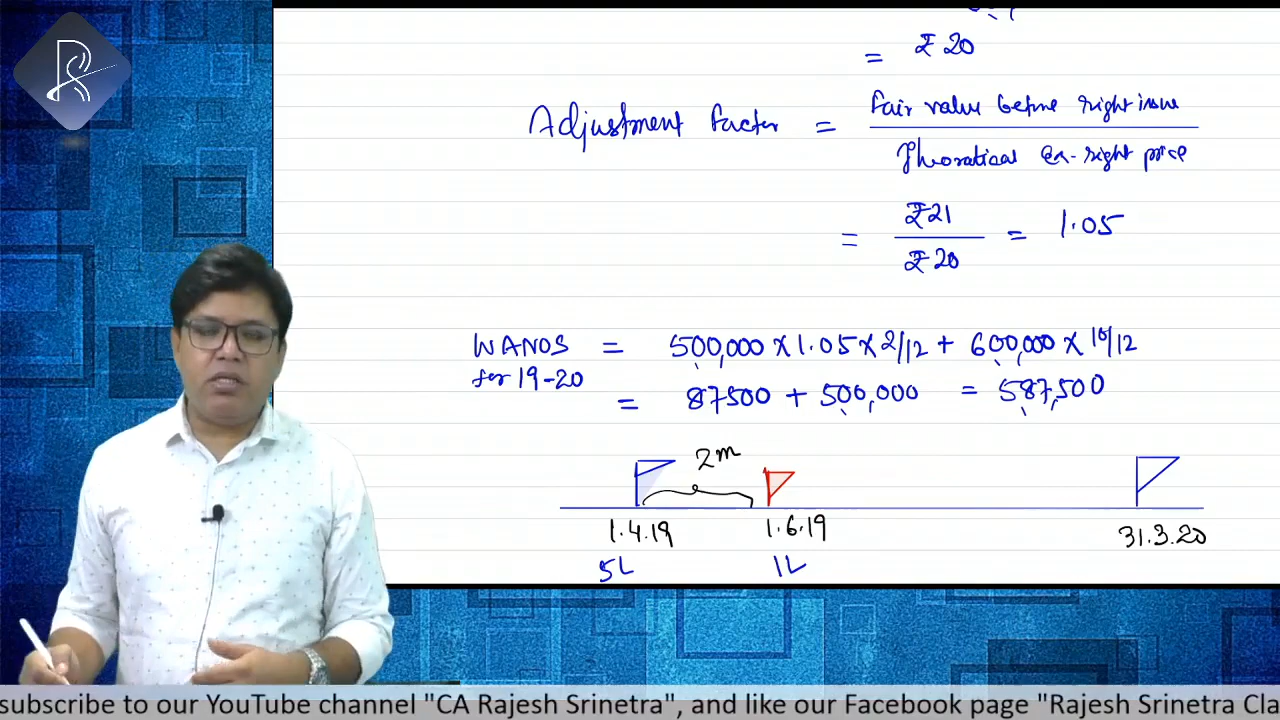 = ₹ 20
Adjustment factor = fair value before right issue
Theoratical Ex-right price
= ₹21 / ₹20 = 1.05
WANOS = 500,000 x 1.05 x 2/12 + 600,000 x 10/12
for 19-20
= 87500 + 500,000 = 587,500
2m
1.4.19 1.6.19 31.3.20
5L 1L
subscribe to our YouTube channel "CA Rajesh Srinetra", and like our Facebook page "Rajesh Srinetra Cla